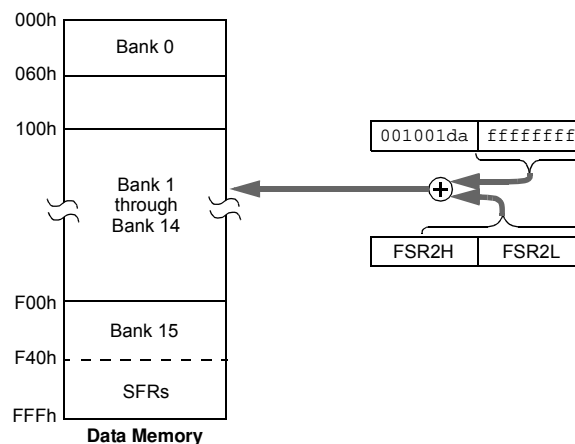 000h
Bank 0
060h
100h
001001da ffffffff
Bank 1
through
Bank 14
FSR2H FSR2L
F00h
Bank 15
F40h
SFRs
FFFh
Data Memory